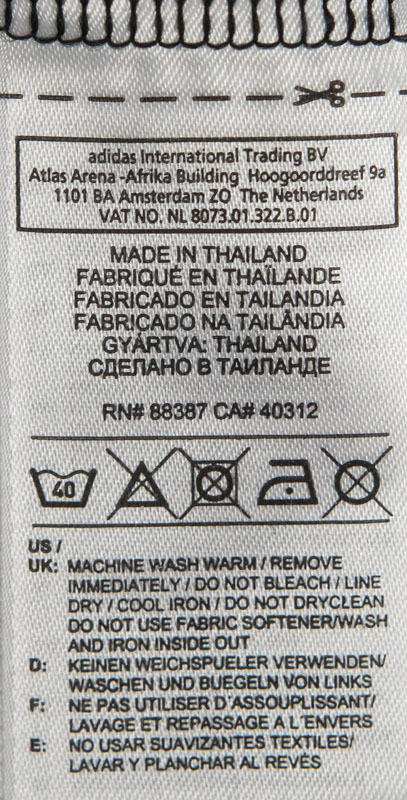 adidas International Trading BV
Atlas Arena -Afrika Building Hoogoorddreef 9a
1101 BA Amsterdam ZO The Netherlands
VAT NO. NL 8073.01.322.B.01
MADE IN THAILAND
FABRIQUÉ EN THAÏLANDE
FABRICADO EN TAILANDIA
FABRICADO NA TAILÂNDIA
GYÁRTVA: THAILAND
СДЕЛАНО В ТАИЛАНДЕ
RN# 88387 CA# 40312
40
US /
UK: MACHINE WASH WARM / REMOVE
IMMEDIATELY / DO NOT BLEACH / LINE
DRY / COOL IRON / DO NOT DRYCLEAN
DO NOT USE FABRIC SOFTENER/WASH
AND IRON INSIDE OUT
D: KEINEN WEICHSPUELER VERWENDEN/
WASCHEN UND BUEGELN VON LINKS
F: NE PAS UTILISER D'ASSOUPLISSANT/
LAVAGE ET REPASSAGE A L'ENVERS
E: NO USAR SUAVIZANTES TEXTILES/
LAVAR Y PLANCHAR AL REVÉS